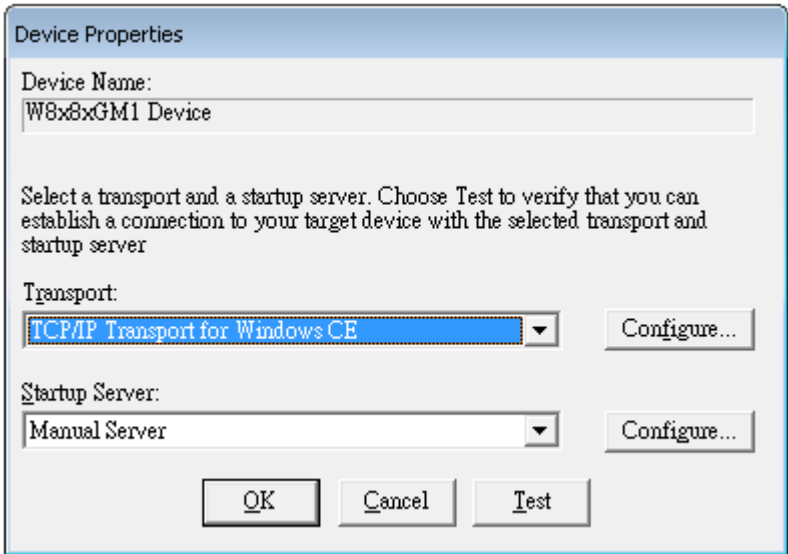 Device Properties
Device Name:
W8x8xGM1 Device
Select a transport and a startup server. Choose Test to verify that you can
establish a connection to your target device with the selected transport and
startup server
Transport:
TCP/IP Transport for Windows CE
Configure...
Startup Server:
Manual Server
Configure...
OK
Cancel
Test